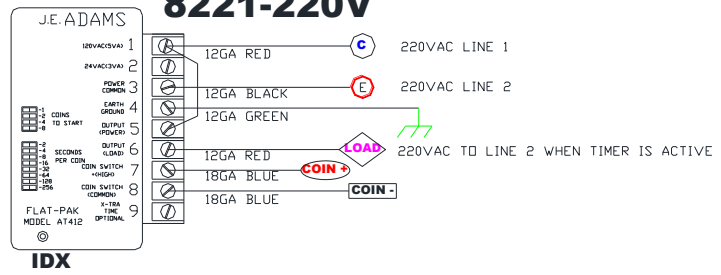 8221-220V
J.E. ADAMS
120VAC(5VA) 1
24VAC(3VA) 2
POWER COMMON 3
EARTH GROUND 4
OUTPUT (POWER) 5
OUTPUT (LOAD) 6
COIN SWITCH +(HIGH) 7
COIN SWITCH (COMMON) 8
X-TRA TIME OPTIONAL 9
-1
-2
-4
-8
COINS TO START
-2
-4
-8
-16
-32
-64
-128
-256
SECONDS PER COIN
FLAT-PAK
MODEL AT412
IDX
12GA RED
C
220VAC LINE 1
12GA BLACK
E
220VAC LINE 2
12GA GREEN
12GA RED
LOAD
220VAC TO LINE 2 WHEN TIMER IS ACTIVE
18GA BLUE
COIN +
18GA BLUE
COIN -